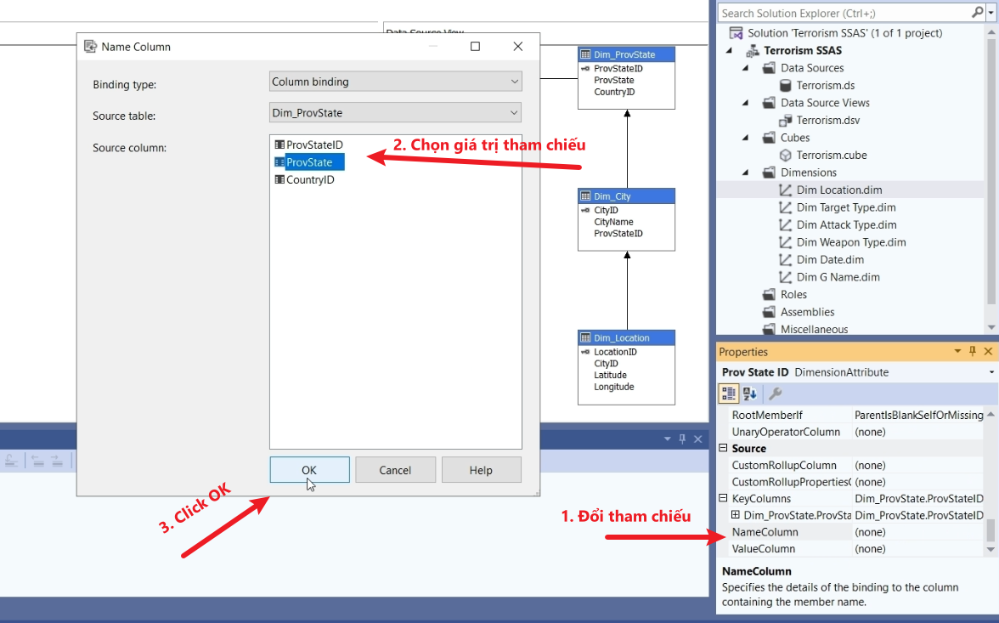 Data Source View
Name Column
Binding type:
Column binding
Source table:
Dim_ProvState
Source column:
ProvStateID
ProvState
CountryID
2. Chọn giá trị tham chiếu
OK
Cancel
Help
3. Click OK
1. Đổi tham chiếu
Dim_ProvState
ProvStateID
ProvState
CountryID
Dim_City
CityID
CityName
ProvStateID
Dim_Location
LocationID
CityID
Latitude
Longitude
Search Solution Explorer (Ctrl+;)
Solution 'Terrorism SSAS' (1 of 1 project)
Terrorism SSAS
Data Sources
Terrorism.ds
Data Source Views
Terrorism.dsv
Cubes
Terrorism.cube
Dimensions
Dim Location.dim
Dim Target Type.dim
Dim Attack Type.dim
Dim Weapon Type.dim
Dim Date.dim
Dim G Name.dim
Roles
Assemblies
Miscellaneous
Properties
Prov State ID DimensionAttribute
RootMemberIf ParentIsBlankSelfOrMissing
UnaryOperatorColumn (none)
Source
CustomRollupColumn (none)
CustomRollupProperties( (none)
KeyColumns Dim_ProvState.ProvStateID
Dim_ProvState.ProvSta Dim_ProvState.ProvStateID
NameColumn (none)
ValueColumn (none)
NameColumn
Specifies the details of the binding to the column
containing the member name.